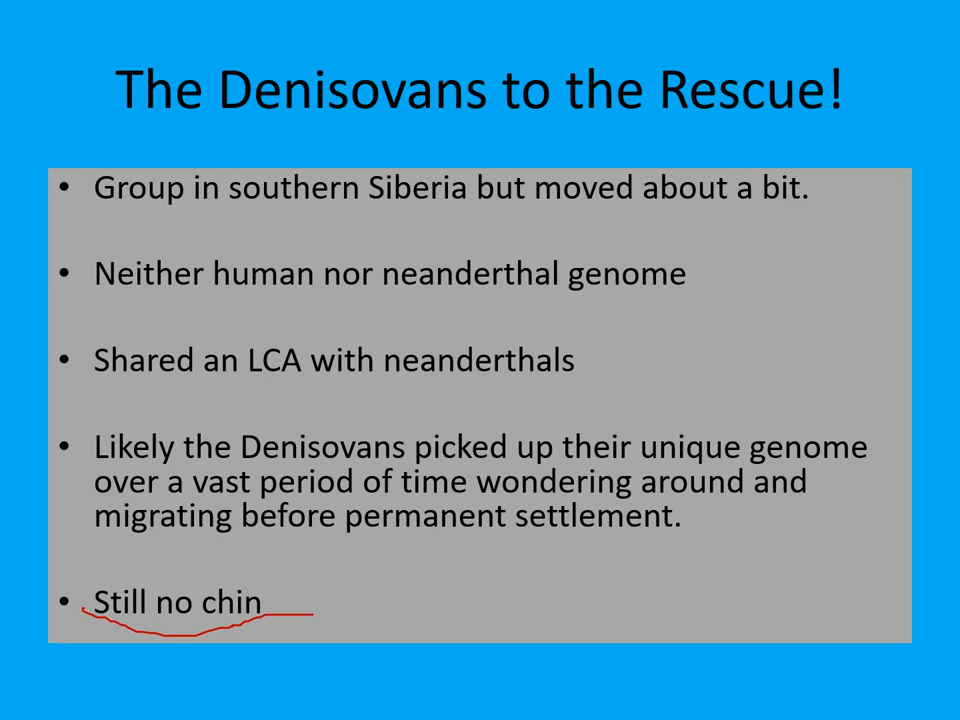 The Denisovans to the Rescue!
• Group in southern Siberia but moved about a bit.
• Neither human nor neanderthal genome
• Shared an LCA with neanderthals
• Likely the Denisovans picked up their unique genome
over a vast period of time wondering around and
migrating before permanent settlement.
• Still no chin